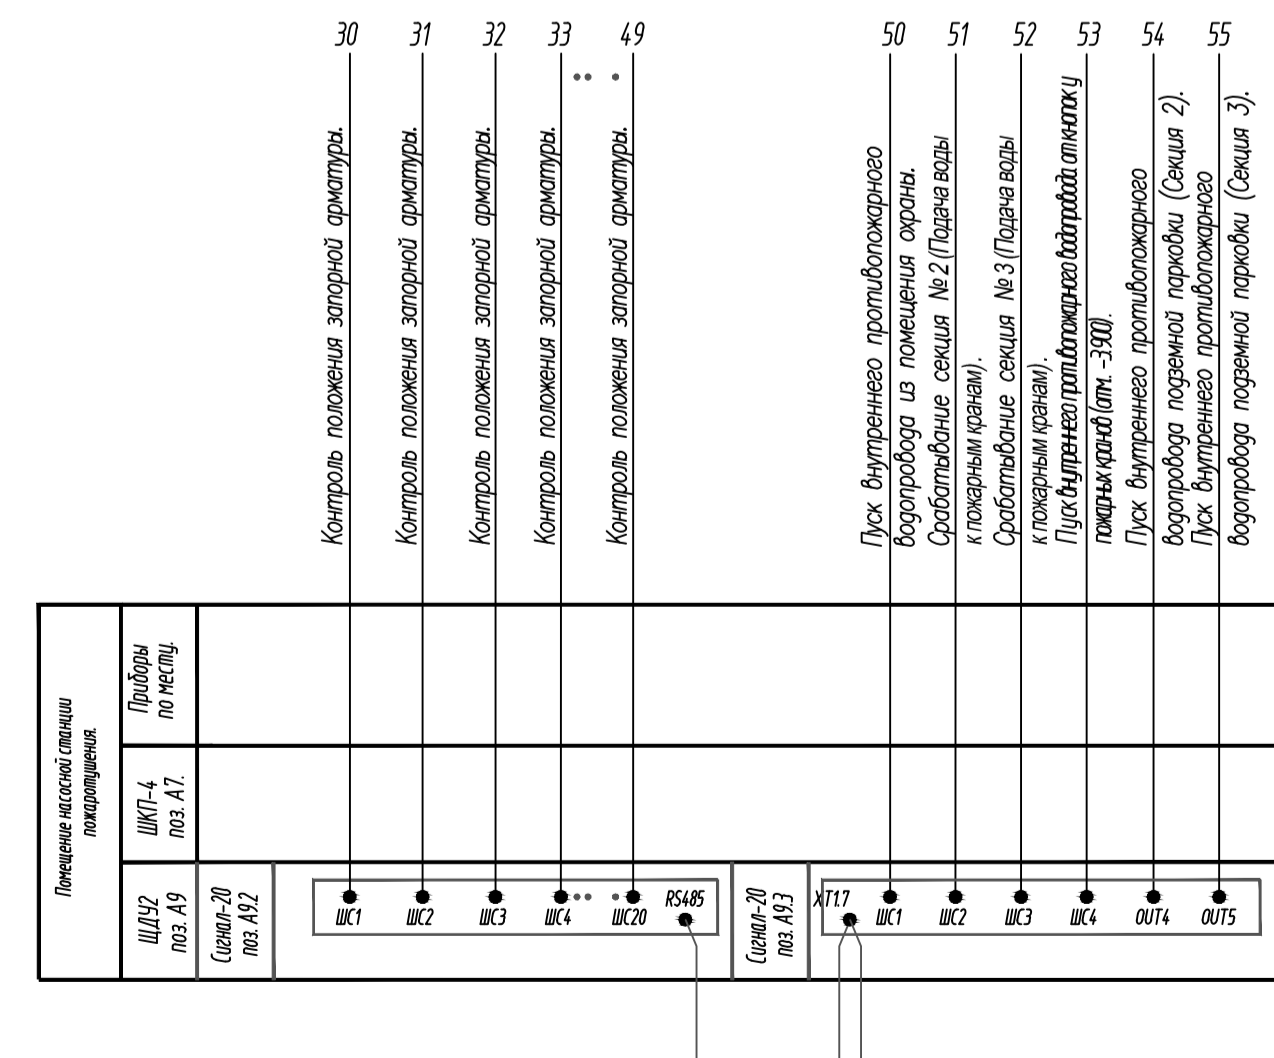 30
31
32
33
49
50
51
52
53
54
55
Контроль положения запорной арматуры.
Контроль положения запорной арматуры.
Контроль положения запорной арматуры.
Контроль положения запорной арматуры.
Контроль положения запорной арматуры.
Пуск внутреннего противопожарного
водопровода из помещения охраны.
Срабатывание секция № 2 (Подача воды
к пожарным кранам).
Срабатывание секция № 3 (Подача воды
к пожарным кранам).
Пуск внутреннего противопожарного водопровода от кнопок у
пожарных кранов (отм. -3.900).
Пуск внутреннего противопожарного
водопровода подземной парковки (Секция 2).
Пуск внутреннего противопожарного
водопровода подземной парковки (Секция 3).
Помещение насосной станции
пожаротушения.
Приборы
по месту.
ШКП-4
поз. А7.
ЩДУ2
поз. А9
Сигнал-20
поз. А9.2
ШС1
ШС2
ШС3
ШС4
ШС20
RS485
Сигнал-20
поз. А9.3
XT1.7
ШС1
ШС2
ШС3
ШС4
OUT4
OUT5